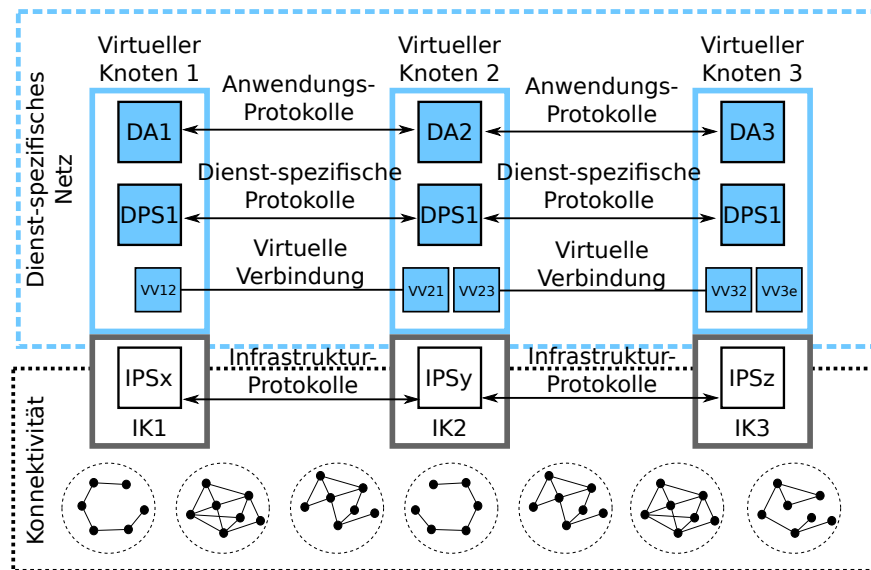 Virtueller
Knoten 1
Virtueller
Knoten 2
Virtueller
Knoten 3
Dienst-spezifisches
Netz
Anwendungs-
Protokolle
Anwendungs-
Protokolle
DA1
DA2
DA3
Dienst-spezifische
Protokolle
Dienst-spezifische
Protokolle
DPS1
DPS1
DPS1
Virtuelle
Verbindung
Virtuelle
Verbindung
VV12
VV21
VV23
VV32
VV3e
Infrastruktur-
Protokolle
Infrastruktur-
Protokolle
IPSx
IPSy
IPSz
IK1
IK2
IK3
Konnektivität